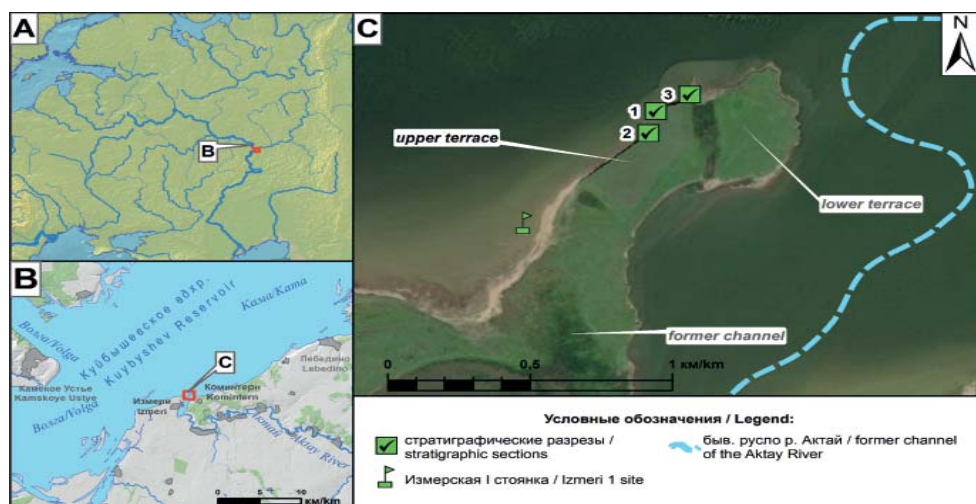 A
B
B
Волга/Volga
Куйбышевское вдхр.
Kuybyshev Reservoir
Кама/Kama
C
Лебедино
Lebedino
Камское Устье
Kamskoye Ustye
Коминтерн
Komintern
Измери
Izmeri
Волга/Volga
Актай
Aktay River
0 5 10 км/km
C
N
3
1
2
upper terrace
lower terrace
former channel
0 0.5 1 км/km
Условные обозначения / Legend:
стратиграфические разрезы /
stratigraphic sections
Измерская I стоянка / Izmeri 1 site
быв. русло р. Актай / former channel
of the Aktay River